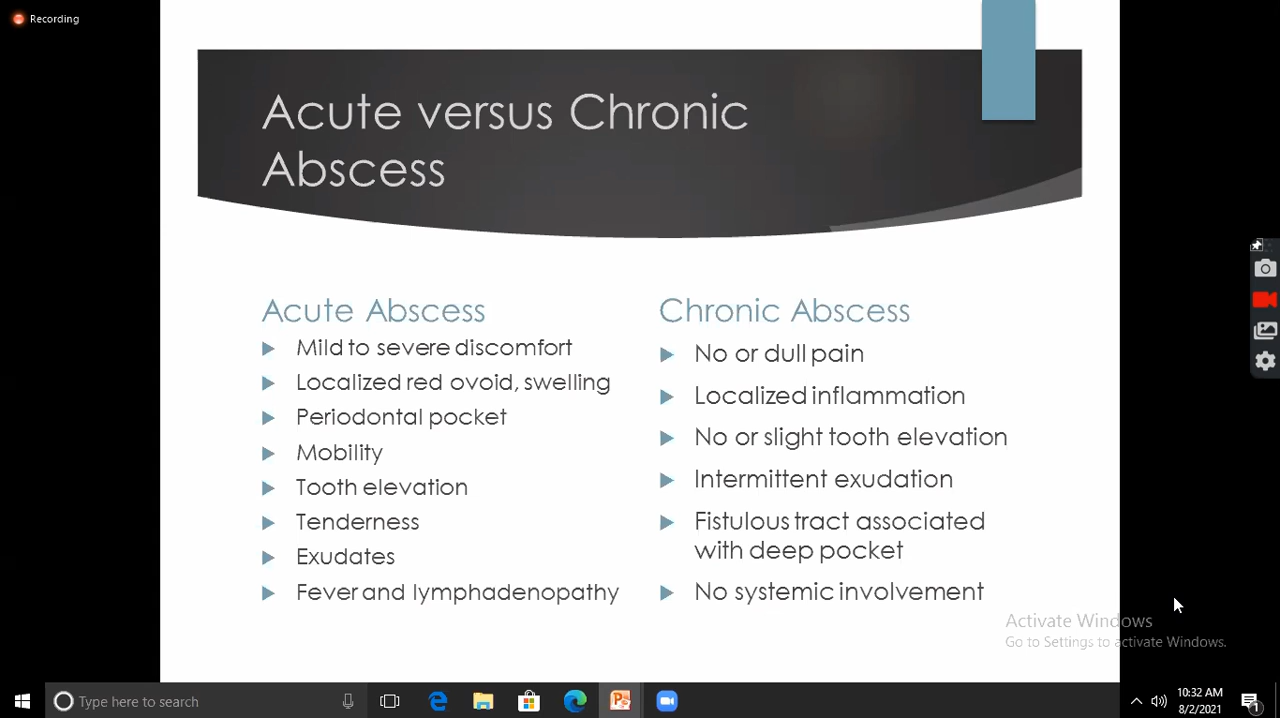 Recording
Acute versus Chronic
Abscess
Acute Abscess
Mild to severe discomfort
Localized red ovoid, swelling
Periodontal pocket
Mobility
Tooth elevation
Tenderness
Exudates
Fever and lymphadenopathy
Chronic Abscess
No or dull pain
Localized inflammation
No or slight tooth elevation
Intermittent exudation
Fistulous tract associated
with deep pocket
No systemic involvement
Activate Windows
Go to Settings to activate Windows.
Type here to search
10:32 AM
8/2/2021
1